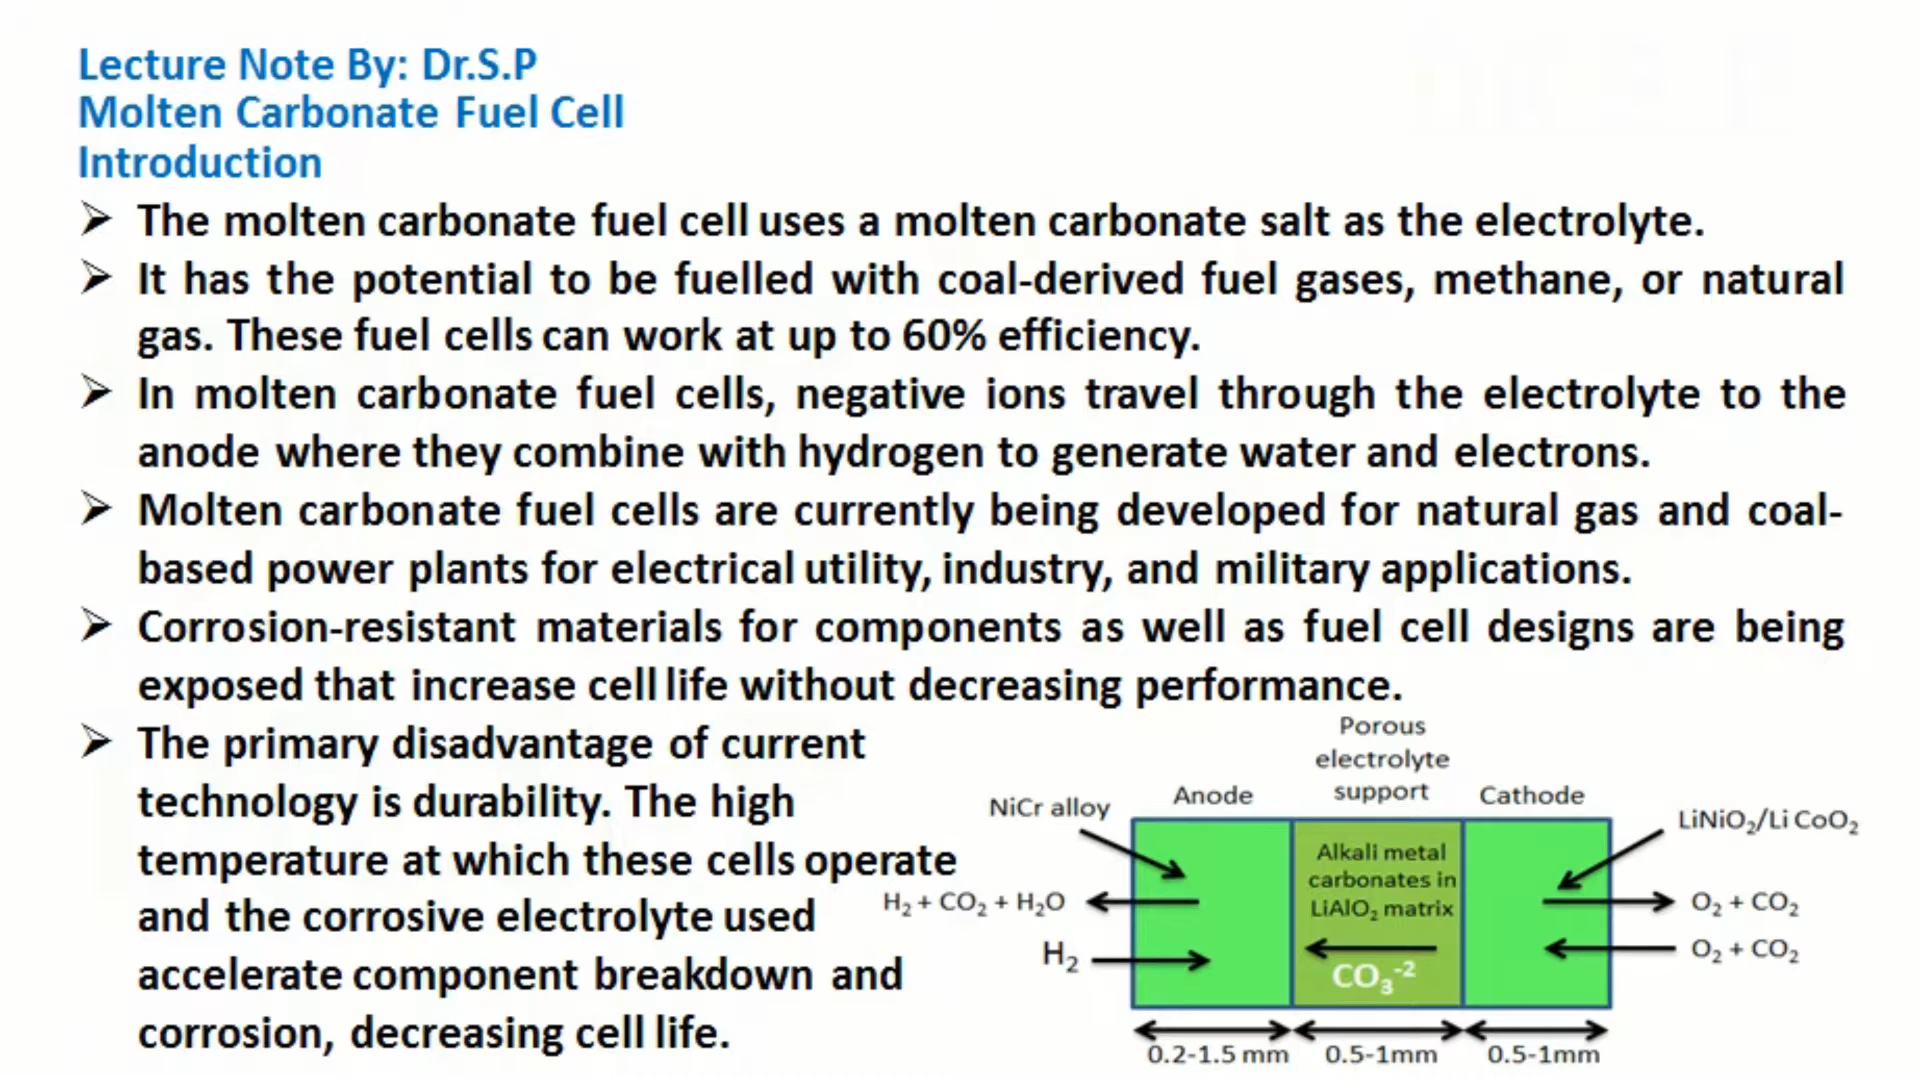 Lecture Note By: Dr.S.P
Molten Carbonate Fuel Cell
Introduction
➢ The molten carbonate fuel cell uses a molten carbonate salt as the electrolyte.
➢ It has the potential to be fuelled with coal-derived fuel gases, methane, or natural
gas. These fuel cells can work at up to 60% efficiency.
➢ In molten carbonate fuel cells, negative ions travel through the electrolyte to the
anode where they combine with hydrogen to generate water and electrons.
➢ Molten carbonate fuel cells are currently being developed for natural gas and coal-
based power plants for electrical utility, industry, and military applications.
➢ Corrosion-resistant materials for components as well as fuel cell designs are being
exposed that increase cell life without decreasing performance.
➢ The primary disadvantage of current
technology is durability. The high
temperature at which these cells operate
and the corrosive electrolyte used
accelerate component breakdown and
corrosion, decreasing cell life.
Porous
electrolyte
support
Anode
Cathode
NiCr alloy
LiNiO₂/Li CoO₂
Alkali metal
carbonates in
LiAlO₂ matrix
H₂ + CO₂ + H₂O
O₂ + CO₂
H₂
CO₃⁻²
O₂ + CO₂
0.2-1.5 mm
0.5-1mm
0.5-1mm